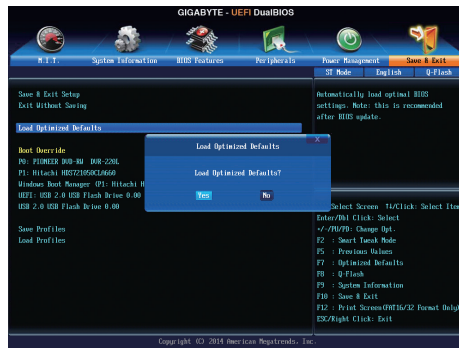 GIGABYTE - UEFI DualBIOS
M.I.T.
System Information
BIOS Features
Peripherals
Power Management
Save & Exit
ST Mode
English
Q-Flash
Save & Exit Setup
Exit Without Saving
Load Optimized Defaults
Boot Override
P0: PIONEER DVD-RW DVR-220L
P1: Hitachi HDS721050CLA660
Windows Boot Manager (P1: Hitachi H
UEFI: USB 2.0 USB Flash Drive 0.00
USB 2.0 USB Flash Drive 0.00
Save Profiles
Load Profiles
Load Optimized Defaults
X
Load Optimized Defaults?
Yes
No
Automatically load optimal BIOS
settings. Note: this is recommended
after BIOS update.
Select Screen ↑↓/Click: Select Item
Enter/Dbl Click: Select
+/-/PU/PD: Change Opt.
F2 : Smart Tweak Mode
F5 : Previous Values
F7 : Optimized Defaults
F8 : Q-Flash
F9 : System Information
F10 : Save & Exit
F12 : Print Screen(FAT16/32 Format Only)
ESC/Right Click: Exit
Copyright (C) 2014 American Megatrends, Inc.